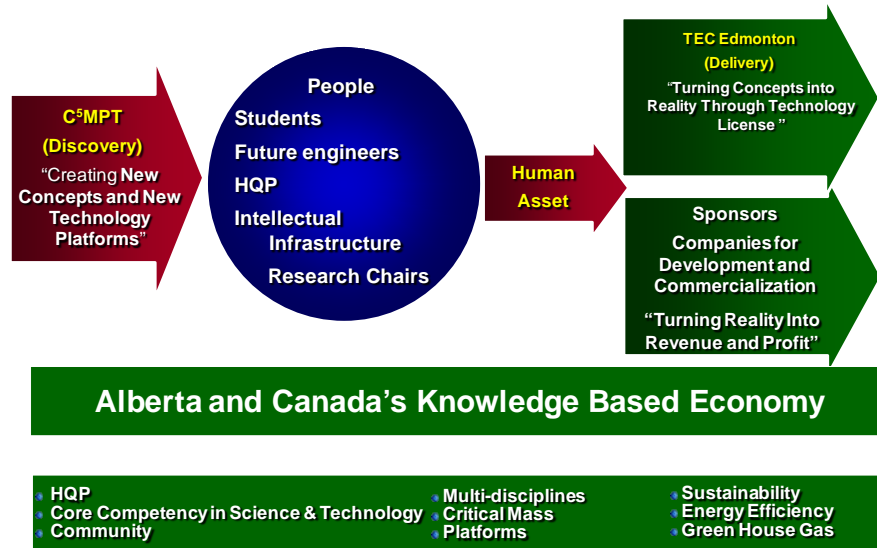 C⁵MPT
(Discovery)
“Creating New
Concepts and New
Technology
Platforms”
People
Students
Future engineers
HQP
Intellectual
Infrastructure
Research Chairs
Human
Asset
TEC Edmonton
(Delivery)
“Turning Concepts into
Reality Through Technology
License ”
Sponsors
Companies for
Development and
Commercialization
“Turning Reality Into
Revenue and Profit”
Alberta and Canada’s Knowledge Based Economy
HQP
Core Competency in Science & Technology
Community
Multi-disciplines
Critical Mass
Platforms
Sustainability
Energy Efficiency
Green House Gas